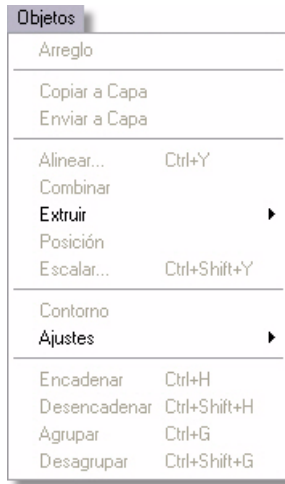 Objetos
Arreglo
Copiar a Capa
Enviar a Capa
Alinear... Ctrl+Y
Combinar
Extruir
Posición
Escalar... Ctrl+Shift+Y
Contorno
Ajustes
Encadenar Ctrl+H
Desencadenar Ctrl+Shift+H
Agrupar Ctrl+G
Desagrupar Ctrl+Shift+G